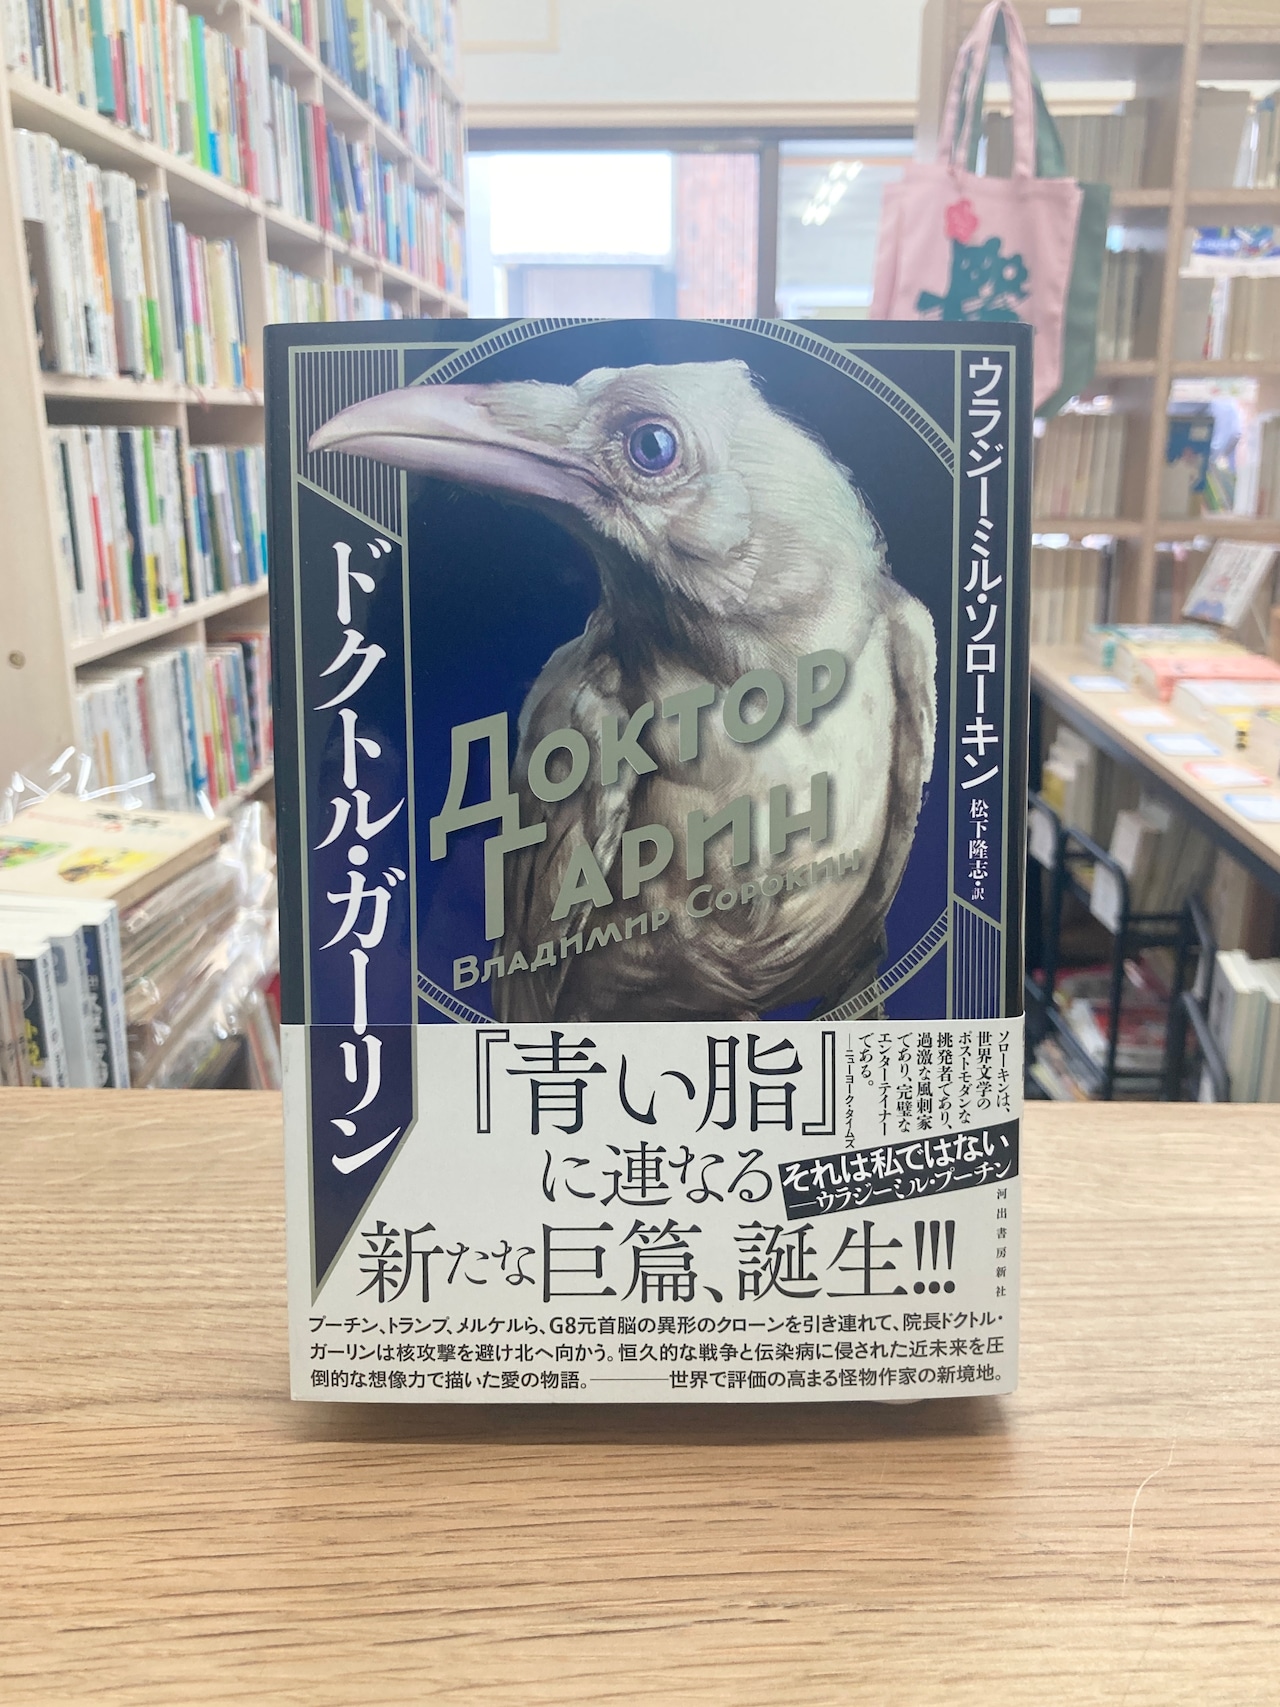 ウラジーミル・ソローキン
松下隆志・訳
ドクトル・ガーリン
Доктор
Гарин
Владимир Сорокин
ソローキンは、
世界文学の
ポストモダンな
挑発者であり、
過激な風刺家
であり、完璧な
エンターテイナー
である。
――ニューヨーク・タイムズ
『青い脂』
に連なる
新たな巨篇、誕生!!!
それは私ではない
――ウラジーミル・プーチン
河出書房新社
プーチン、トランプ、メルケルら、G8元首脳の異形のクローンを引き連れて、院長ドクトル・
ガーリンは核攻撃を避け北へ向かう。恒久的な戦争と伝染病に侵された近未来を圧
倒的な想像力で描いた愛の物語。――――世界で評価の高まる怪物作家の新境地。